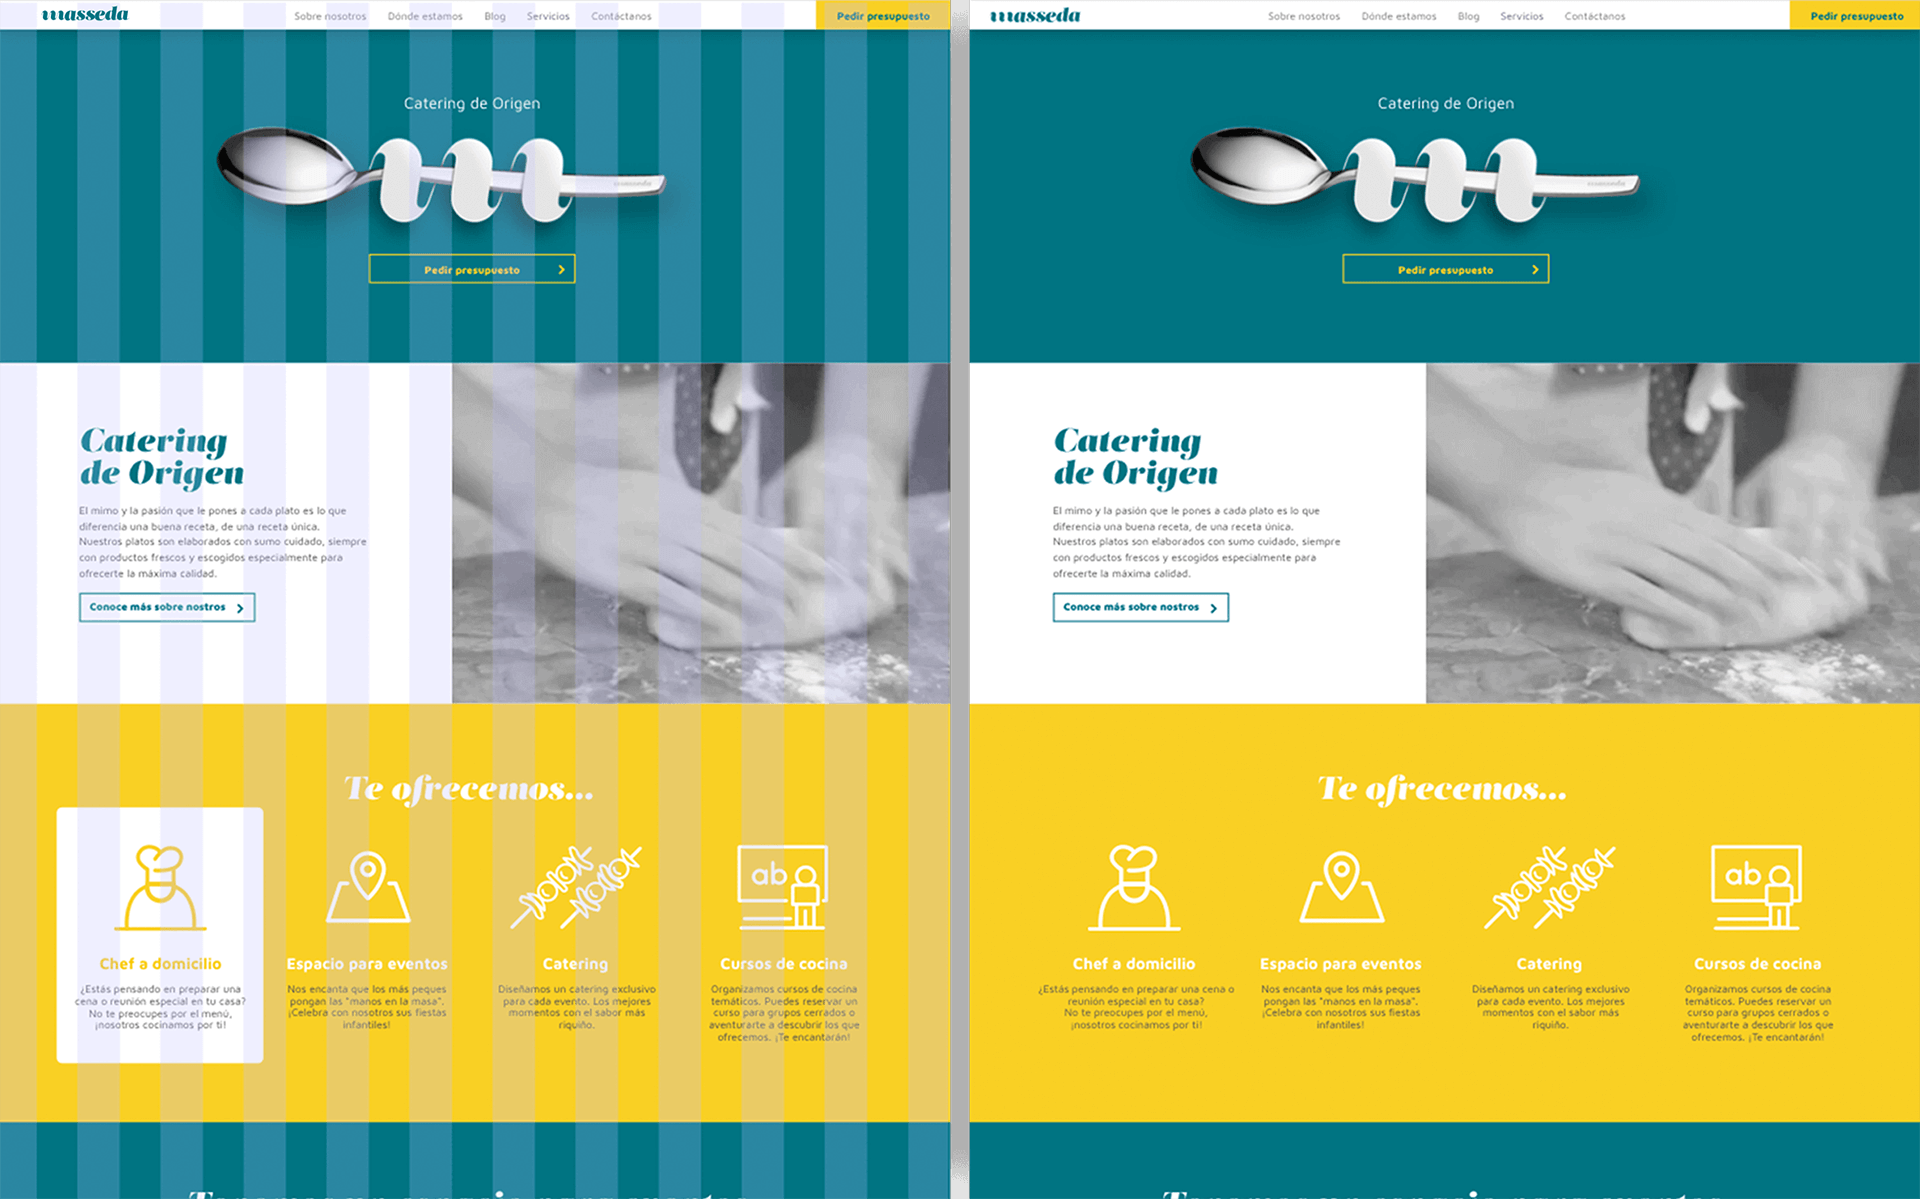 masseda
Sobre nosotros Dónde estamos Blog Servicios Contáctanos
Pedir presupuesto
Catering de Origen
masseda
Pedir presupuesto
Catering
de Origen
El mimo y la pasión que le pones a cada plato es lo que
diferencia una buena receta, de una receta única.
Nuestros platos son elaborados con sumo cuidado, siempre
con productos frescos y escogidos especialmente para
ofrecerte la máxima calidad.
Conoce más sobre nostros
Te ofrecemos...
Chef a domicilio
¿Estás pensando en preparar una
cena o reunión especial en tu casa?
No te preocupes por el menú,
¡nosotros cocinamos por ti!
Espacio para eventos
Nos encanta que los más peques
pongan las "manos en la masa".
¡Celebra con nosotros sus fiestas
infantiles!
Catering
Diseñamos un catering exclusivo
para cada evento. Los mejores
momentos con el sabor más
riquiño.
ab
Cursos de cocina
Organizamos cursos de cocina
temáticos. Puedes reservar un
curso para grupos cerrados o
aventurarte a descubrir los que
ofrecemos. ¡Te encantarán!
masseda
Sobre nosotros Dónde estamos Blog Servicios Contáctanos
Pedir presupuesto
Catering de Origen
masseda
Pedir presupuesto
Catering
de Origen
El mimo y la pasión que le pones a cada plato es lo que
diferencia una buena receta, de una receta única.
Nuestros platos son elaborados con sumo cuidado, siempre
con productos frescos y escogidos especialmente para
ofrecerte la máxima calidad.
Conoce más sobre nostros
Te ofrecemos...
Chef a domicilio
¿Estás pensando en preparar una cena o
reunión especial en tu casa?
No te preocupes por el menú,
¡nosotros cocinamos por ti!
Espacio para eventos
Nos encanta que los más peques
pongan las "manos en la masa".
¡Celebra con nosotros sus fiestas
infantiles!
Catering
Diseñamos un catering exclusivo
para cada evento. Los mejores
momentos con el sabor más
riquiño.
ab
Cursos de cocina
Organizamos cursos de cocina
temáticos. Puedes reservar un
curso para grupos cerrados o
aventurarte a descubrir los que
ofrecemos. ¡Te encantarán!